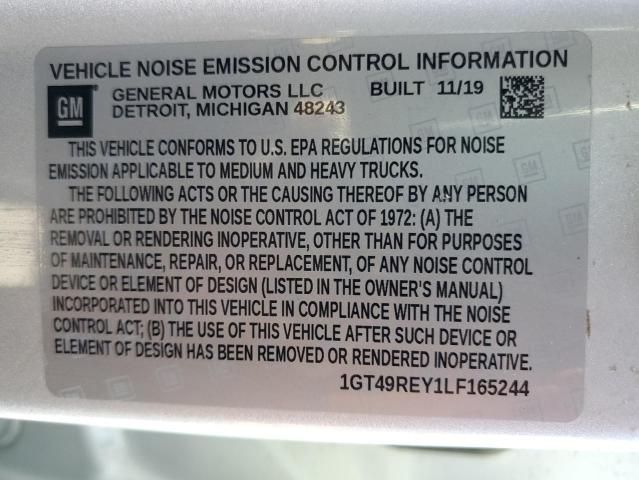 VEHICLE NOISE EMISSION CONTROL INFORMATION
GM
GENERAL MOTORS LLC BUILT 11/19
DETROIT, MICHIGAN 48243
THIS VEHICLE CONFORMS TO U.S. EPA REGULATIONS FOR NOISE
EMISSION APPLICABLE TO MEDIUM AND HEAVY TRUCKS.
THE FOLLOWING ACTS OR THE CAUSING THEREOF BY ANY PERSON
ARE PROHIBITED BY THE NOISE CONTROL ACT OF 1972: (A) THE
REMOVAL OR RENDERING INOPERATIVE, OTHER THAN FOR PURPOSES
OF MAINTENANCE, REPAIR, OR REPLACEMENT, OF ANY NOISE CONTROL
DEVICE OR ELEMENT OF DESIGN (LISTED IN THE OWNER'S MANUAL)
INCORPORATED INTO THIS VEHICLE IN COMPLIANCE WITH THE NOISE
CONTROL ACT; (B) THE USE OF THIS VEHICLE AFTER SUCH DEVICE OR
ELEMENT OF DESIGN HAS BEEN REMOVED OR RENDERED INOPERATIVE.
1GT49REY1LF165244